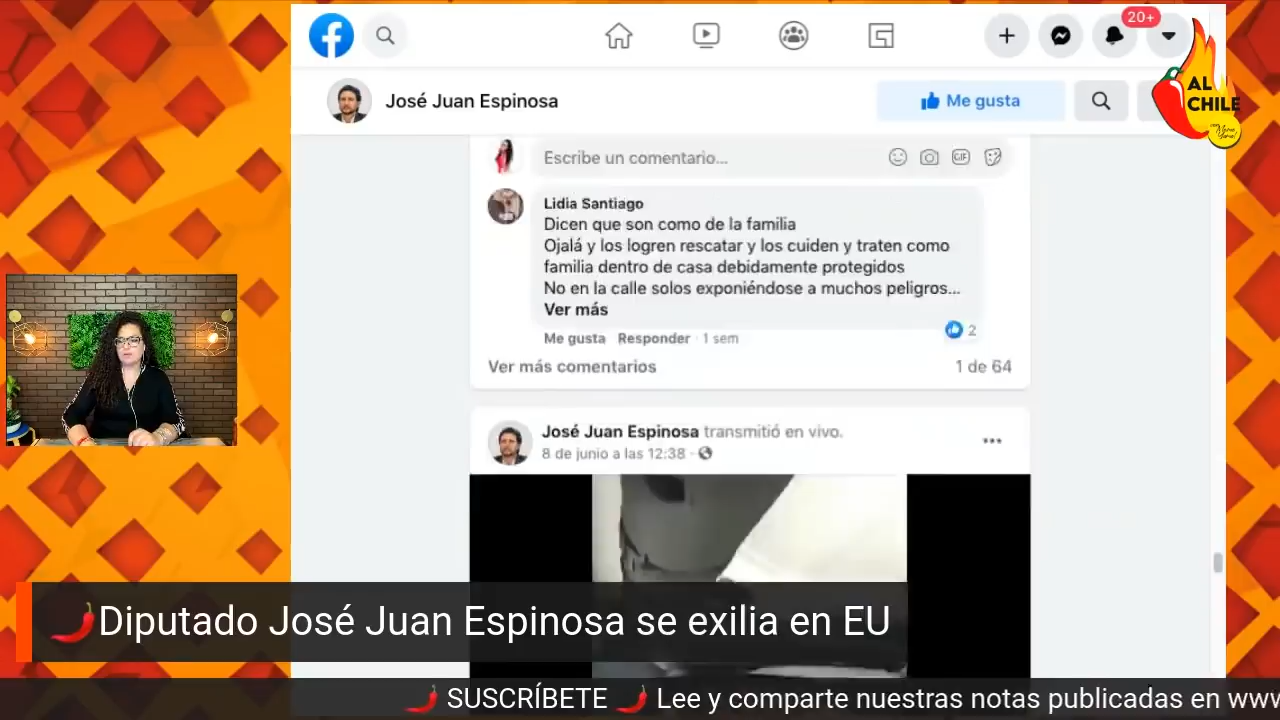 20+
José Juan Espinosa
Me gusta
AL
CHILE
Escribe un comentario...
GIF
Lidia Santiago
Dicen que son como de la familia
Ojalá y los logren rescatar y los cuiden y traten como
familia dentro de casa debidamente protegidos
No en la calle solos exponiéndose a muchos peligros...
Ver más
2
Me gusta Responder · 1 sem
Ver más comentarios
1 de 64
José Juan Espinosa transmitió en vivo.
8 de junio a las 12:38 ·
Diputado José Juan Espinosa se exilia en EU
SUSCRÍBETE Lee y comparte nuestras notas publicadas en www